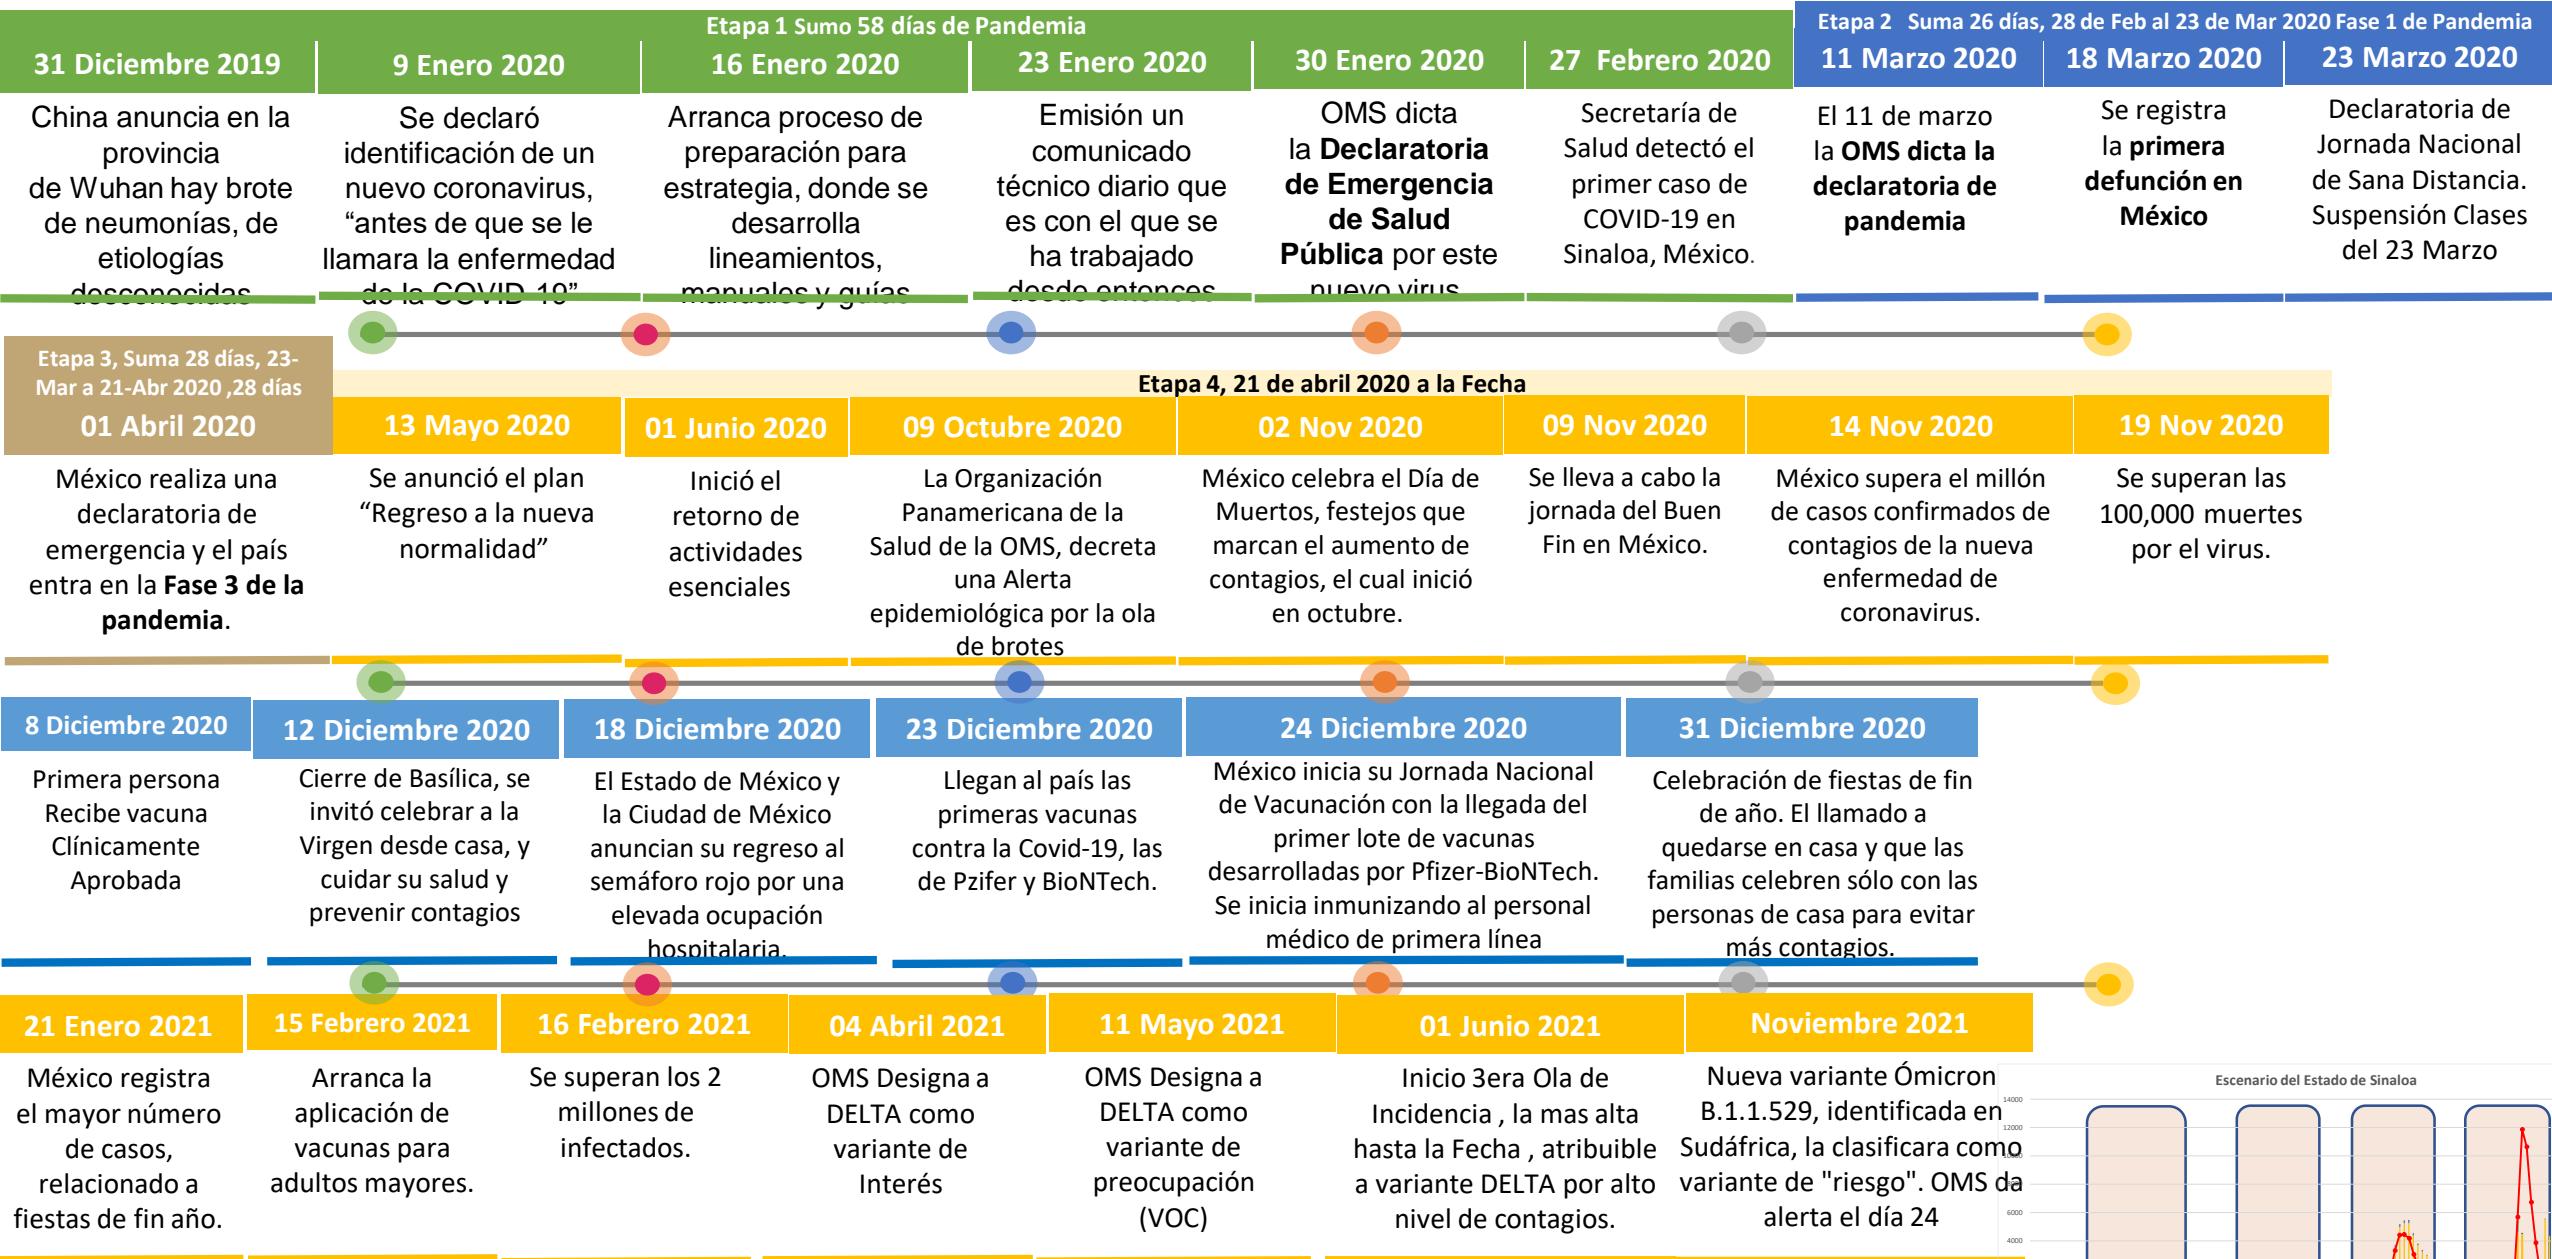 Etapa 1 Sumo 58 días de Pandemia
Etapa 2 Suma 26 días, 28 de Feb al 23 de Mar 2020 Fase 1 de Pandemia
31 Diciembre 2019
China anuncia en la
provincia
de Wuhan hay brote
de neumonías, de
etiologías
desconocidas
9 Enero 2020
Se declaró
identificación de un
nuevo coronavirus,
“antes de que se le
llamara la enfermedad
de la COVID-19”
16 Enero 2020
Arranca proceso de
preparación para
estrategia, donde se
desarrolla
lineamientos,
manuales y guías
23 Enero 2020
Emisión un
comunicado
técnico diario que
es con el que se
ha trabajado
desde entonces
30 Enero 2020
OMS dicta
la Declaratoria
de Emergencia
de Salud
Pública por este
nuevo virus
27 Febrero 2020
Secretaría de
Salud detectó el
primer caso de
COVID-19 en
Sinaloa, México.
11 Marzo 2020
El 11 de marzo
la OMS dicta la
declaratoria de
pandemia
18 Marzo 2020
Se registra
la primera
defunción en
México
23 Marzo 2020
Declaratoria de
Jornada Nacional
de Sana Distancia.
Suspensión Clases
del 23 Marzo
Etapa 3, Suma 28 días, 23-
Mar a 21-Abr 2020 ,28 días
Etapa 4, 21 de abril 2020 a la Fecha
01 Abril 2020
México realiza una
declaratoria de
emergencia y el país
entra en la Fase 3 de la
pandemia.
13 Mayo 2020
Se anunció el plan
“Regreso a la nueva
normalidad”
01 Junio 2020
Inició el
retorno de
actividades
esenciales
09 Octubre 2020
La Organización
Panamericana de la
Salud de la OMS, decreta
una Alerta
epidemiológica por la ola
de brotes
02 Nov 2020
México celebra el Día de
Muertos, festejos que
marcan el aumento de
contagios, el cual inició
en octubre.
09 Nov 2020
Se lleva a cabo la
jornada del Buen
Fin en México.
14 Nov 2020
México supera el millón
de casos confirmados de
contagios de la nueva
enfermedad de
coronavirus.
19 Nov 2020
Se superan las
100,000 muertes
por el virus.
8 Diciembre 2020
Primera persona
Recibe vacuna
Clínicamente
Aprobada
12 Diciembre 2020
Cierre de Basílica, se
invitó celebrar a la
Virgen desde casa, y
cuidar su salud y
prevenir contagios
18 Diciembre 2020
El Estado de México y
la Ciudad de México
anuncian su regreso al
semáforo rojo por una
elevada ocupación
hospitalaria.
23 Diciembre 2020
Llegan al país las
primeras vacunas
contra la Covid-19, las
de Pzifer y BioNTech.
24 Diciembre 2020
México inicia su Jornada Nacional
de Vacunación con la llegada del
primer lote de vacunas
desarrolladas por Pfizer-BioNTech.
Se inicia inmunizando al personal
médico de primera línea
31 Diciembre 2020
Celebración de fiestas de fin
de año. El llamado a
quedarse en casa y que las
familias celebren sólo con las
personas de casa para evitar
más contagios.
21 Enero 2021
México registra
el mayor número
de casos,
relacionado a
fiestas de fin año.
15 Febrero 2021
Arranca la
aplicación de
vacunas para
adultos mayores.
16 Febrero 2021
Se superan los 2
millones de
infectados.
04 Abril 2021
OMS Designa a
DELTA como
variante de
Interés
11 Mayo 2021
OMS Designa a
DELTA como
variante de
preocupación
(VOC)
01 Junio 2021
Inicio 3era Ola de
Incidencia , la mas alta
hasta la Fecha , atribuible
a variante DELTA por alto
nivel de contagios.
Noviembre 2021
Nueva variante Ómicron
B.1.1.529, identificada en
Sudáfrica, la clasificara como
variante de "riesgo". OMS da
alerta el día 24
Escenario del Estado de Sinaloa
14000
12000
10000
6000
4000